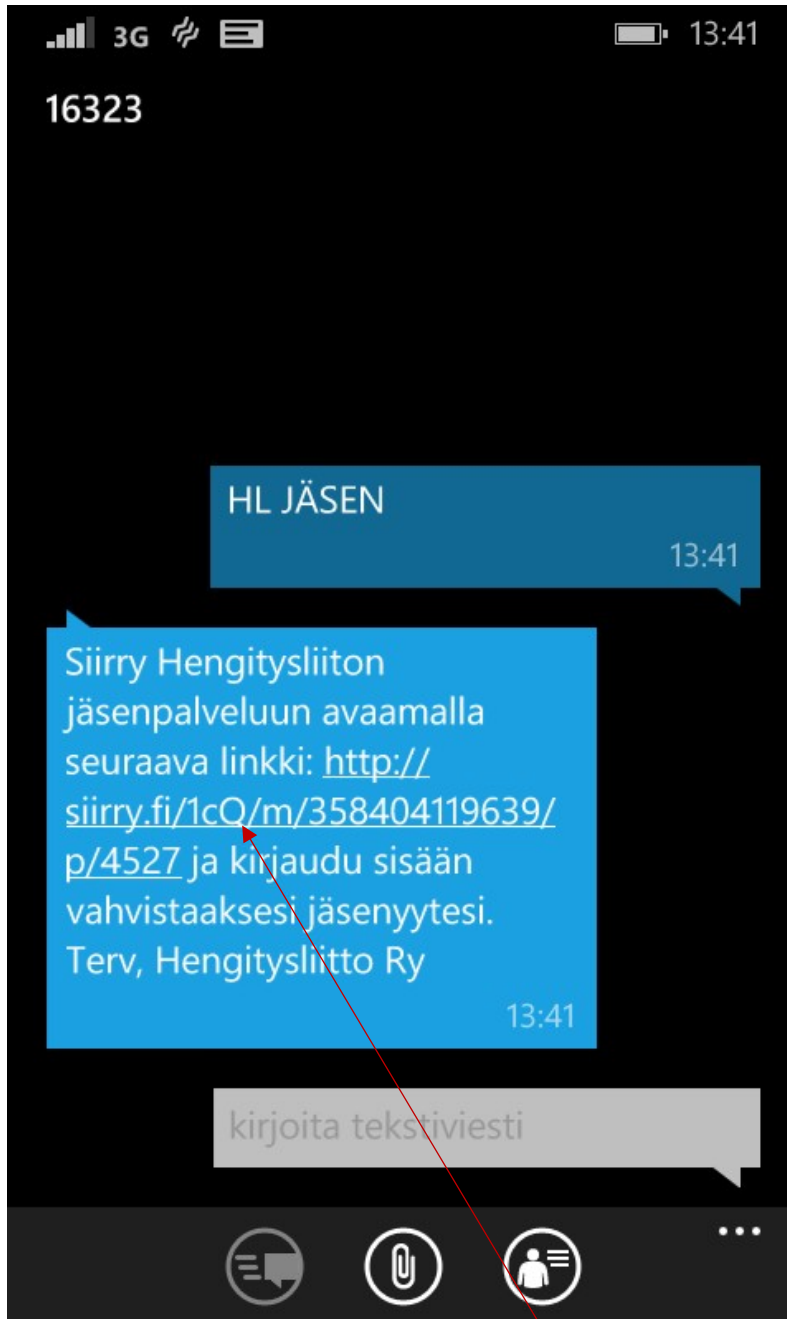 3G 13:41
16323
HL JÄSEN
13:41
Siirry Hengitysliiton
jäsenpalveluun avaamalla
seuraava linkki: http://
siirry.fi/1cQ/m/358404119639/
p/4527 ja kirjaudu sisään
vahvistaaksesi jäsenyytesi.
Terv, Hengitysliitto Ry
13:41
kirjoita tekstiviesti